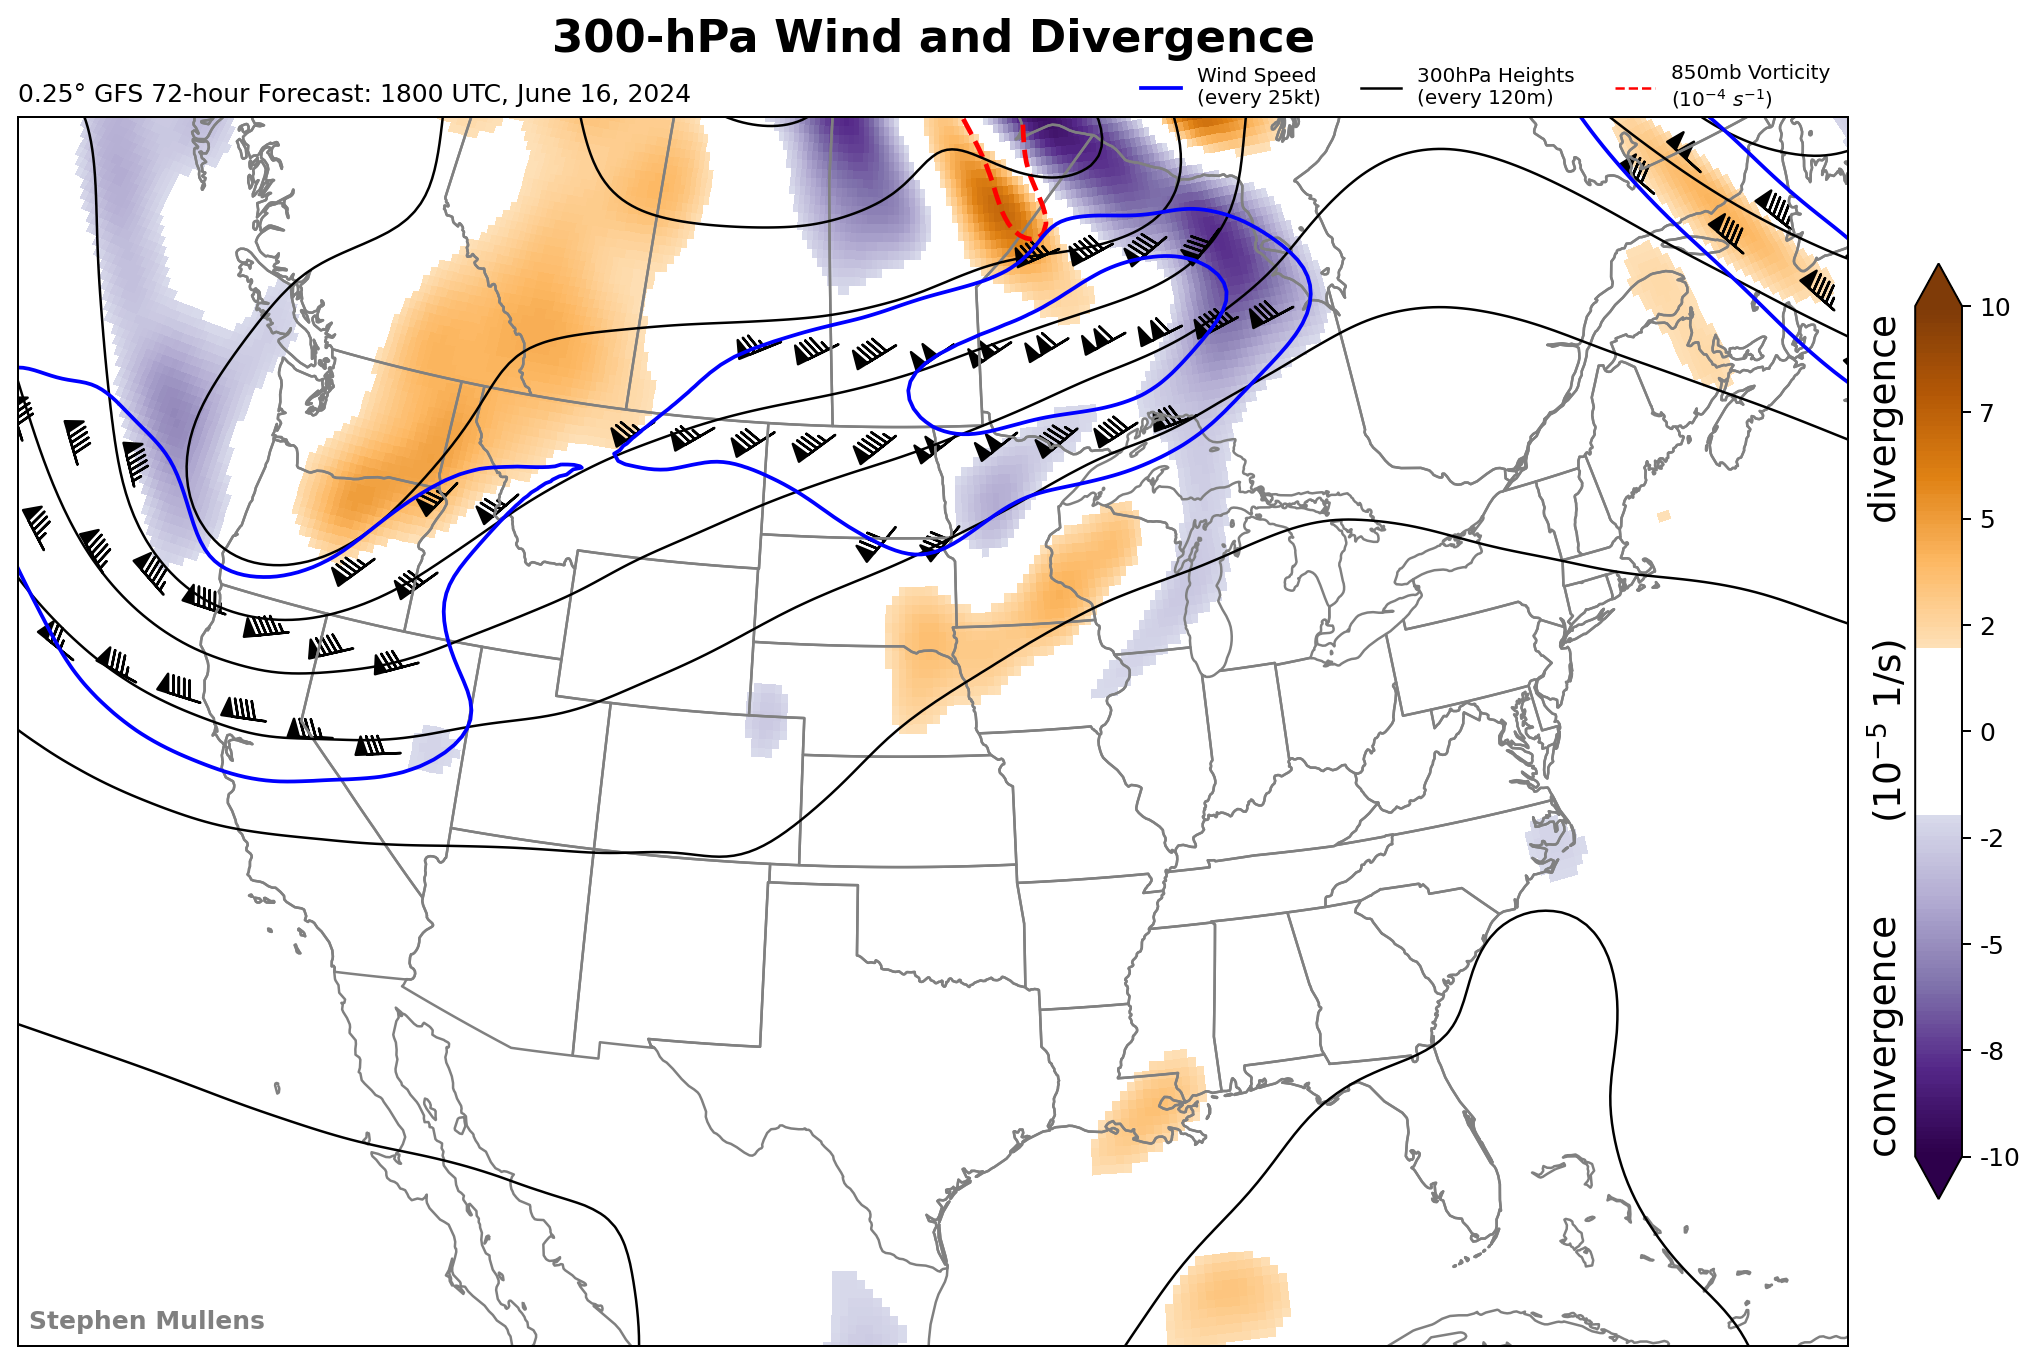 300-hPa Wind and Divergence
0.25° GFS 72-hour Forecast: 1800 UTC, June 16, 2024
Wind Speed
(every 25kt)
300hPa Heights
(every 120m)
850mb Vorticity
(10⁻⁴ s⁻¹)
10
7
5
2
0
-2
-5
-8
-10
convergence (10⁻⁵ 1/s) divergence
Stephen Mullens